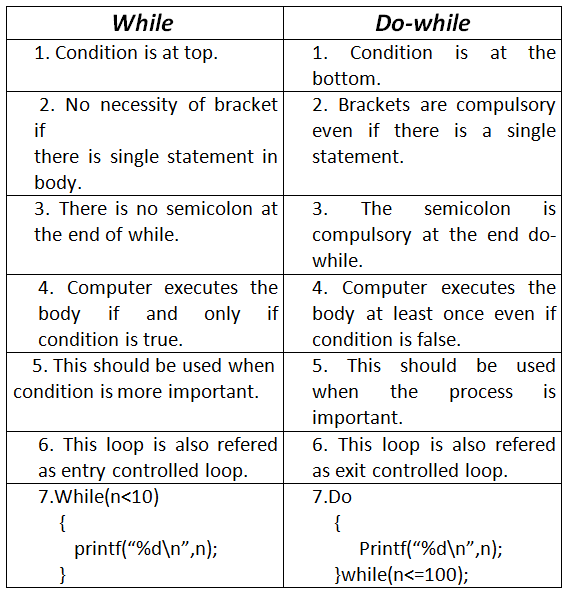 While
Do-while
1. Condition is at top.
1. Condition is at the
bottom.
2. No necessity of bracket
if
there is single statement in
body.
2. Brackets are compulsory
even if there is a single
statement.
3. There is no semicolon at
the end of while.
3. The semicolon is
compulsory at the end do-
while.
4. Computer executes the
body if and only if
condition is true.
4. Computer executes the
body at least once even if
condition is false.
5. This should be used when
condition is more important.
5. This should be used
when the process is
important.
6. This loop is also refered
as entry controlled loop.
6. This loop is also refered
as exit controlled loop.
7.While(n<10)
{
printf(“%d\n”,n);
}
7.Do
{
Printf(“%d\n”,n);
}while(n<=100);